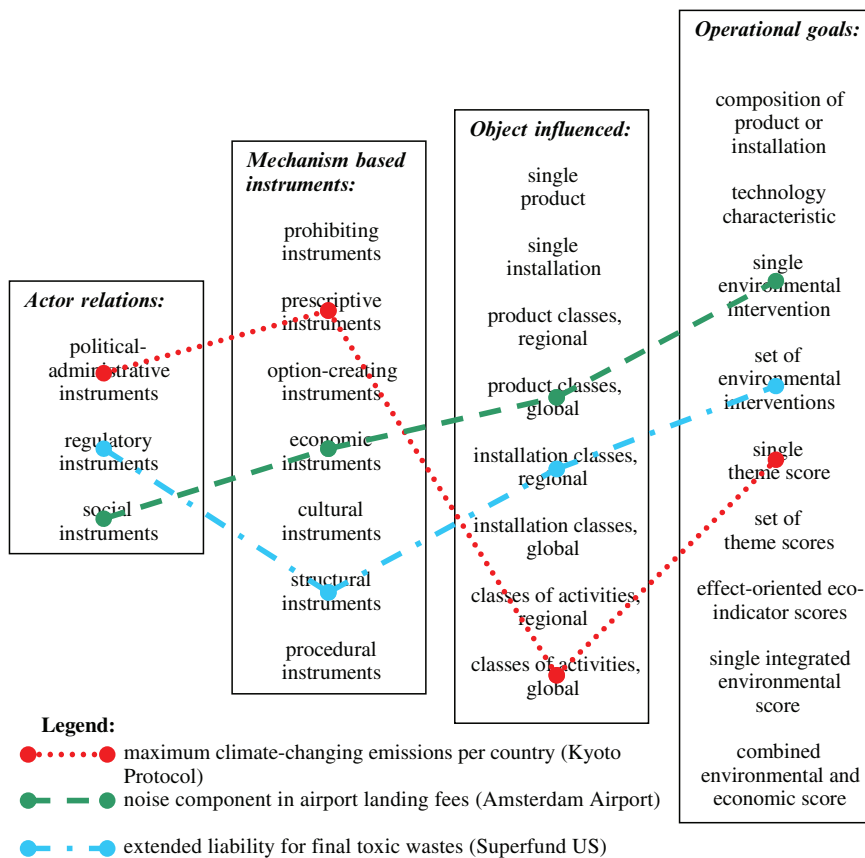 Actor relations:
political-
administrative
instruments
regulatory
instruments
social
instruments
Mechanism based
instruments:
prohibiting
instruments
prescriptive
instruments
option-creating
instruments
economic
instruments
cultural
instruments
structural
instruments
procedural
instruments
Object influenced:
single
product
single
installation
product classes,
regional
product classes,
global
installation classes,
regional
installation classes,
global
classes of activities,
regional
classes of activities,
global
Operational goals:
composition of
product or
installation
technology
characteristic
single
environmental
intervention
set of
environmental
interventions
single
theme score
set of
theme scores
effect-oriented eco-
indicator scores
single integrated
environmental
score
combined
environmental and
economic score
Legend:
maximum climate-changing emissions per country (Kyoto
Protocol)
noise component in airport landing fees (Amsterdam Airport)
extended liability for final toxic wastes (Superfund US)